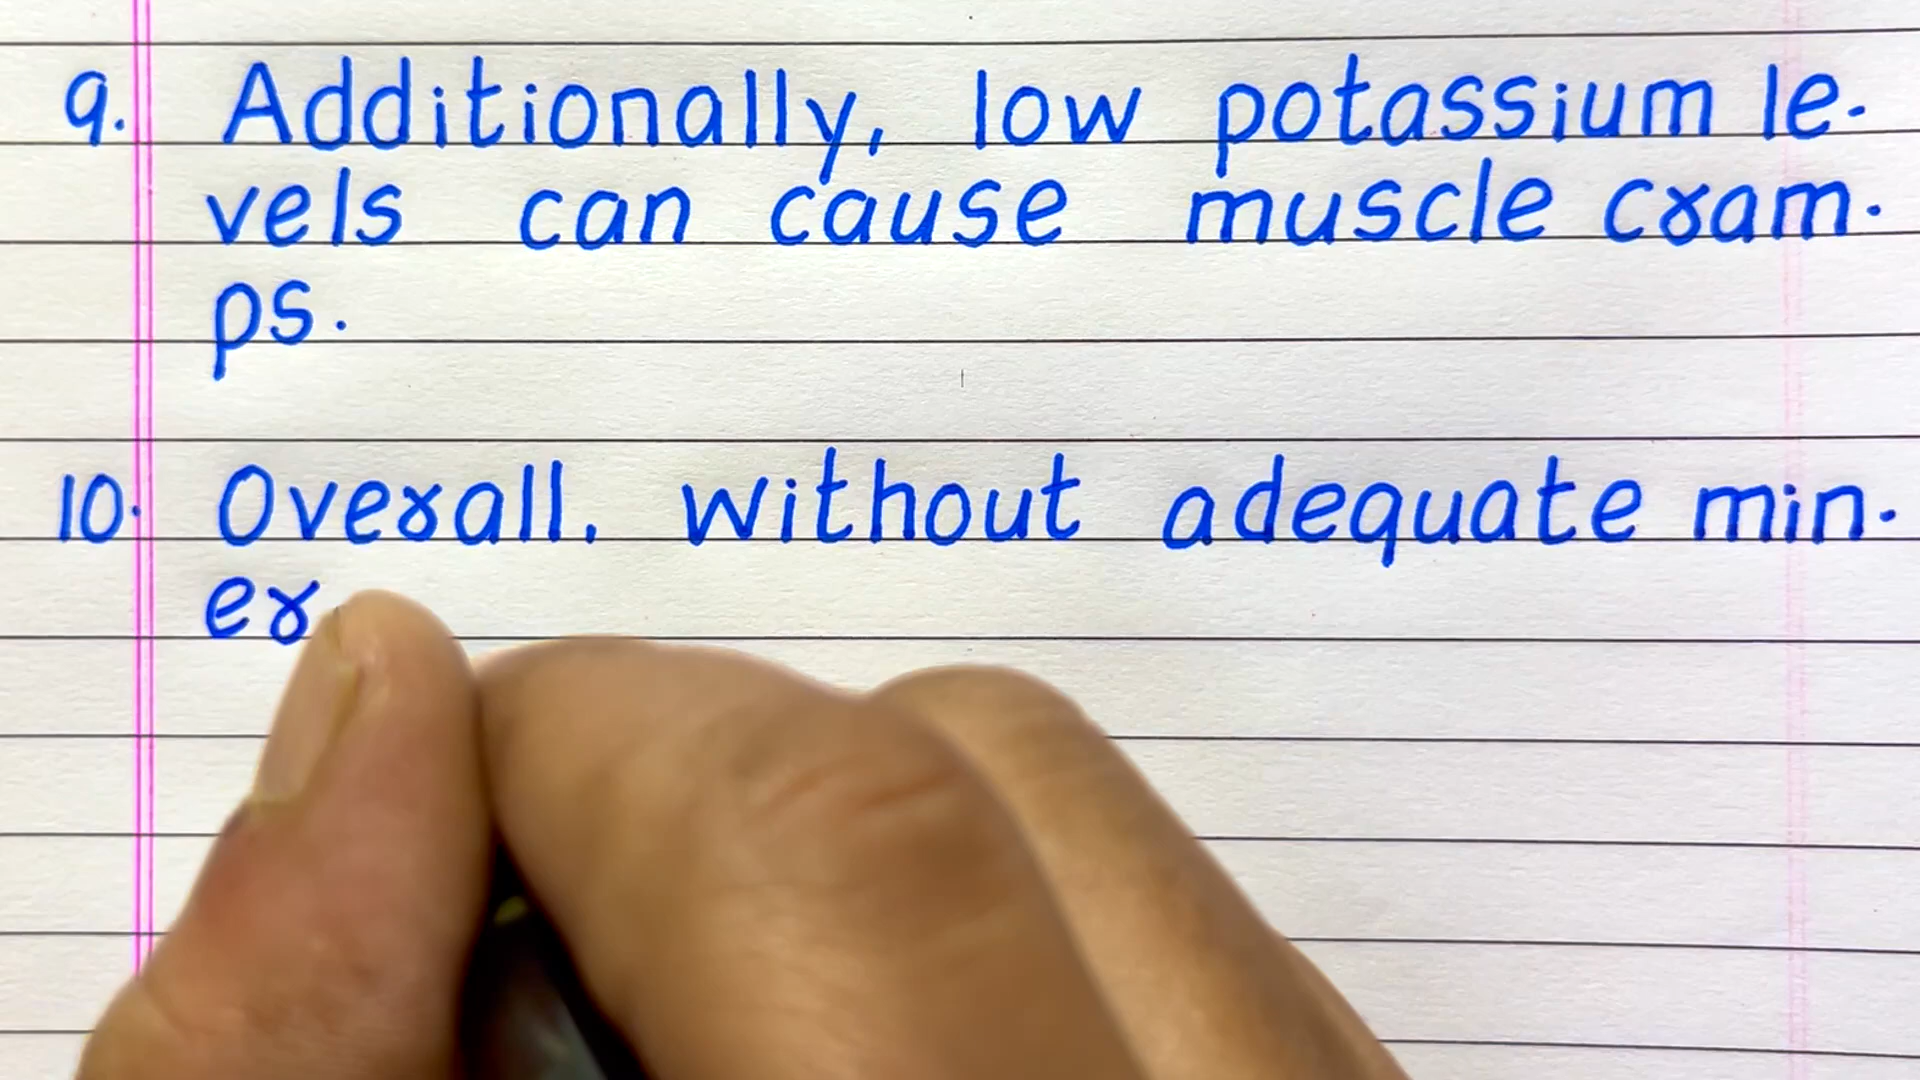 9. Additionally, low potassium le-
vels can cause muscle cram-
ps.
10. Overall, without adequate min-
er